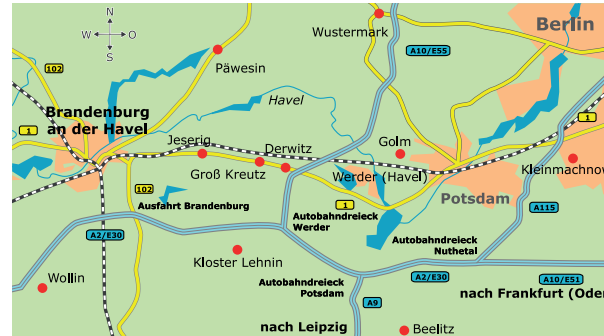 N
W
O
S
Wustermark
Berlin
A10/E55
102
Päwesin
Havel
Brandenburg
an der Havel
1
1
Jeserig
Derwitz
Golm
Groß Kreutz
Werder (Havel)
Kleinmachnow
102
Ausfahrt Brandenburg
1
Potsdam
A115
Autobahndreieck
Werder
A2/E30
Autobahndreieck
Nuthetal
Kloster Lehnin
Wollin
Autobahndreieck
Potsdam
A2/E30
A10/E51
nach Frankfurt (Oder
A9
nach Leipzig
Beelitz